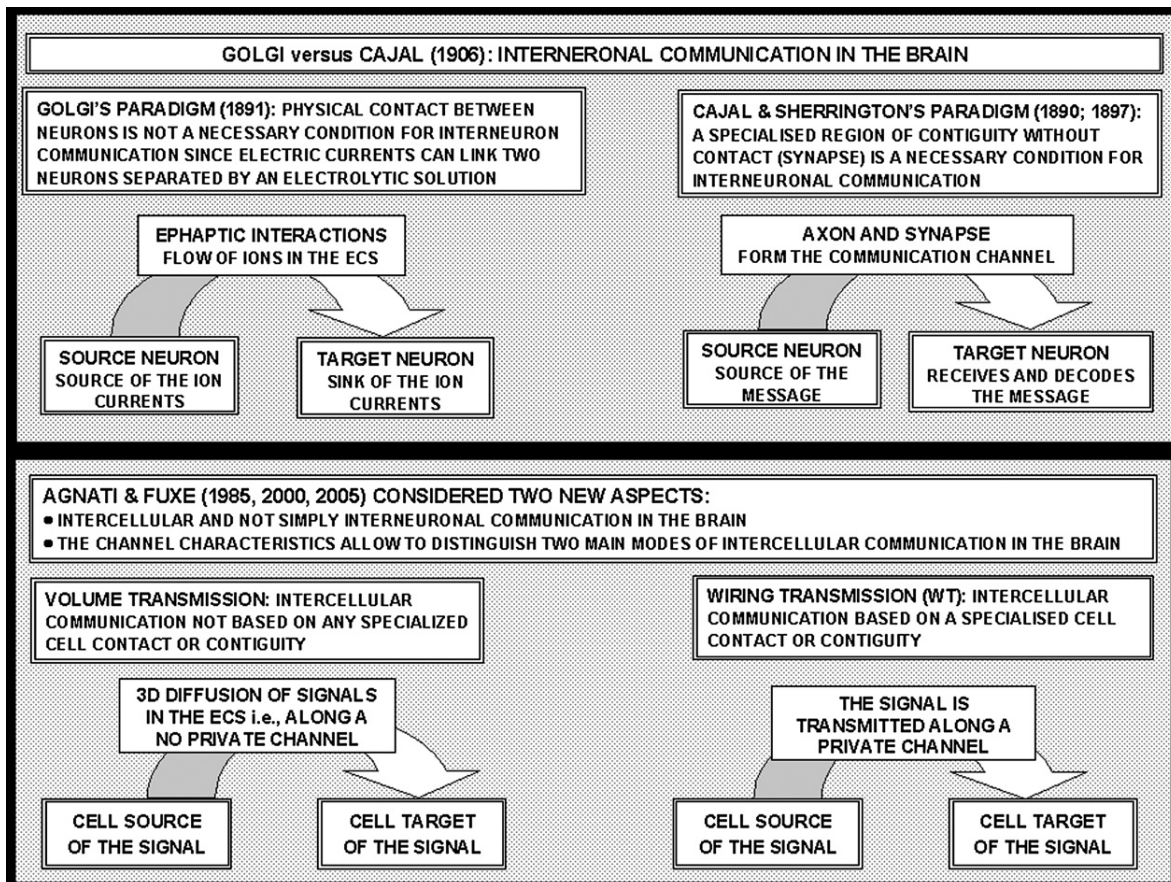 GOLGI versus CAJAL (1906): INTERNERONAL COMMUNICATION IN THE BRAIN
GOLGI'S PARADIGM (1891): PHYSICAL CONTACT BETWEEN
NEURONS IS NOT A NECESSARY CONDITION FOR INTERNEURON
COMMUNICATION SINCE ELECTRIC CURRENTS CAN LINK TWO
NEURONS SEPARATED BY AN ELECTROLYTIC SOLUTION
EPHAPTIC INTERACTIONS
FLOW OF IONS IN THE ECS
SOURCE NEURON
SOURCE OF THE ION
CURRENTS
TARGET NEURON
SINK OF THE ION
CURRENTS
CAJAL & SHERRINGTON'S PARADIGM (1890; 1897):
A SPECIALISED REGION OF CONTIGUITY WITHOUT
CONTACT (SYNAPSE) IS A NECESSARY CONDITION FOR
INTERNEURONAL COMMUNICATION
AXON AND SYNAPSE
FORM THE COMMUNICATION CHANNEL
SOURCE NEURON
SOURCE OF THE
MESSAGE
TARGET NEURON
RECEIVES AND DECODES
THE MESSAGE
AGNATI & FUXE (1985, 2000, 2005) CONSIDERED TWO NEW ASPECTS:
• INTERCELLULAR AND NOT SIMPLY INTERNEURONAL COMMUNICATION IN THE BRAIN
• THE CHANNEL CHARACTERISTICS ALLOW TO DISTINGUISH TWO MAIN MODES OF INTERCELLULAR COMMUNICATION IN THE BRAIN
VOLUME TRANSMISSION: INTERCELLULAR
COMMUNICATION NOT BASED ON ANY SPECIALIZED
CELL CONTACT OR CONTIGUITY
3D DIFFUSION OF SIGNALS
IN THE ECS i.e., ALONG A
NO PRIVATE CHANNEL
CELL SOURCE
OF THE SIGNAL
CELL TARGET
OF THE SIGNAL
WIRING TRANSMISSION (WT): INTERCELLULAR
COMMUNICATION BASED ON A SPECIALISED CELL
CONTACT OR CONTIGUITY
THE SIGNAL IS
TRANSMITTED ALONG A
PRIVATE CHANNEL
CELL SOURCE
OF THE SIGNAL
CELL TARGET
OF THE SIGNAL